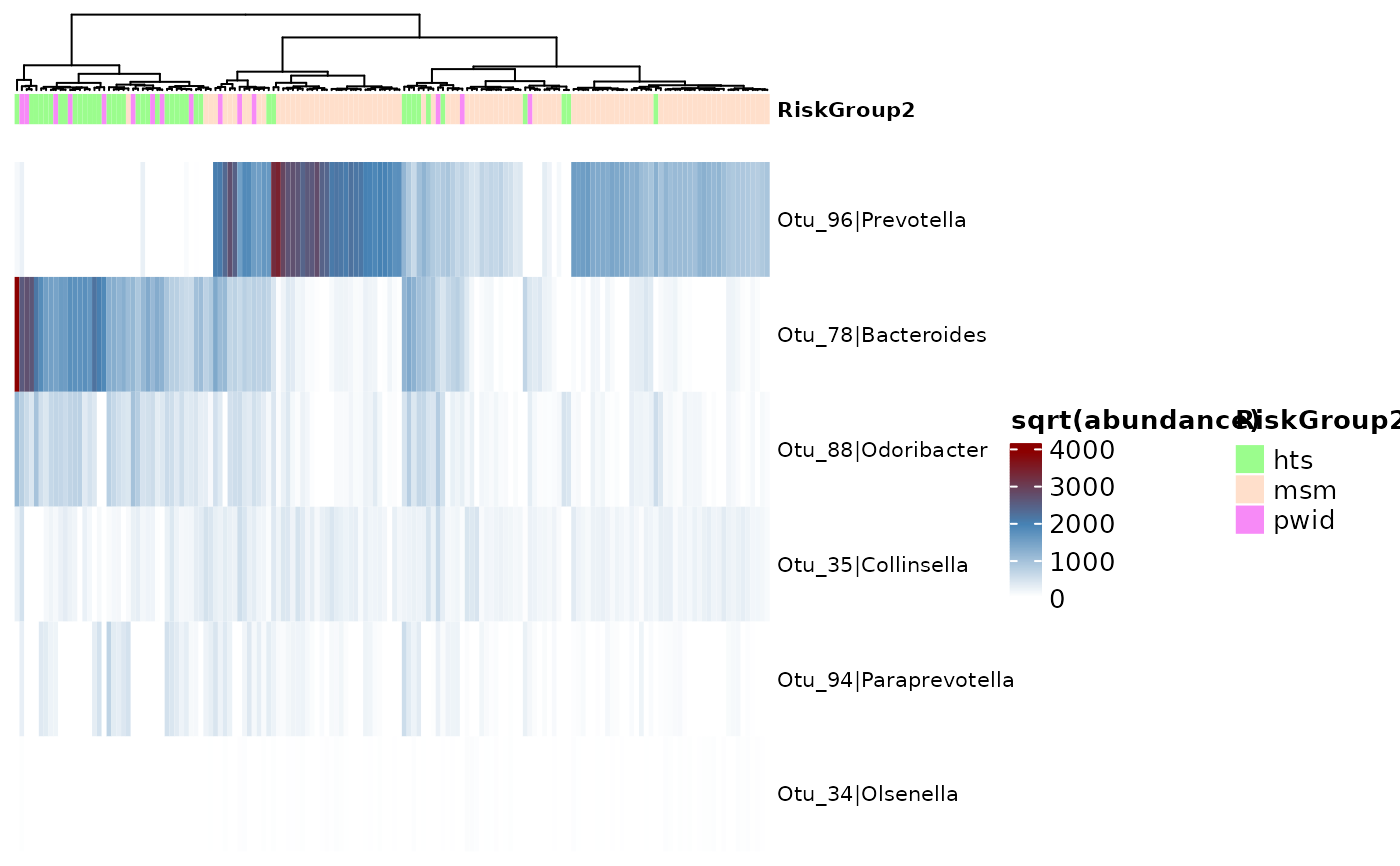 RiskGroup2
Otu_96|Prevotella
Otu_78|Bacteroides
Otu_88|Odoribacter
Otu_35|Collinsella
Otu_94|Paraprevotella
Otu_34|Olsenella
sqrt(abundance)
4000
3000
2000
1000
0
RiskGroup2
hts
msm
pwid